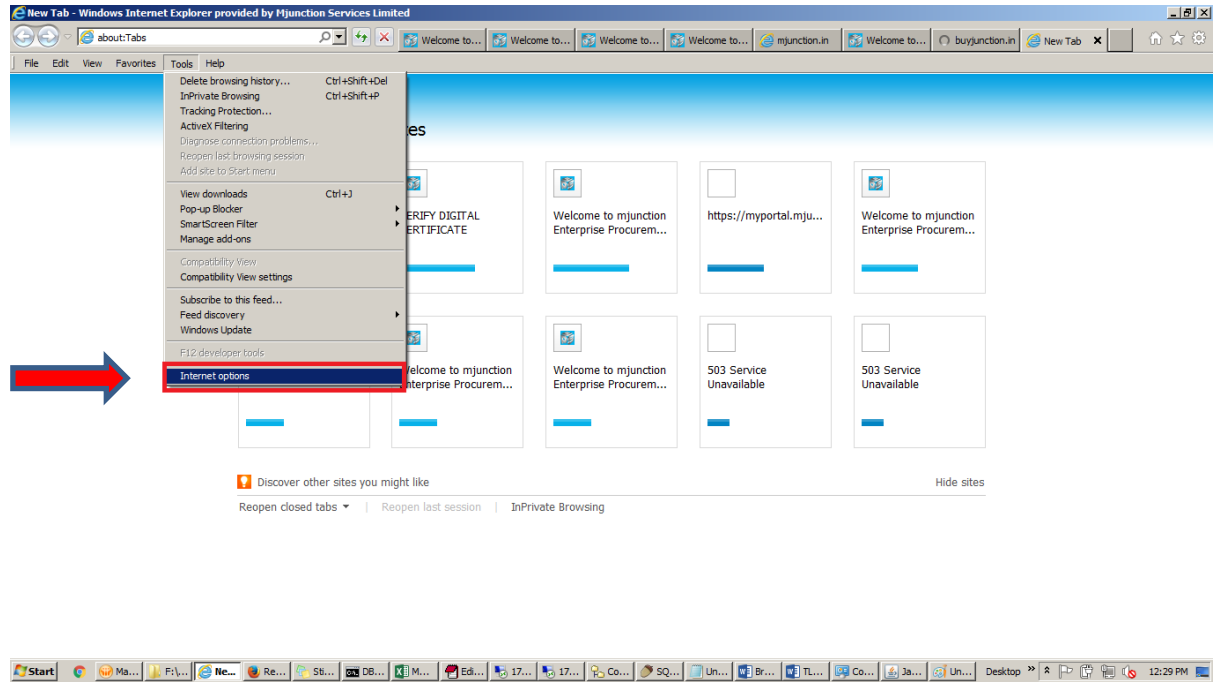 New Tab - Windows Internet Explorer provided by Mjunction Services Limited
about:Tabs
Welcome to...
Welcome to...
Welcome to...
Welcome to...
mjunction.in
Welcome to...
buyjunction.in
New Tab
File Edit View Favorites Tools Help
Delete browsing history... Ctrl+Shift+Del
InPrivate Browsing Ctrl+Shift+P
Tracking Protection...
ActiveX Filtering
Diagnose connection problems...
Reopen last browsing session
Add site to Start menu
View downloads Ctrl+J
Pop-up Blocker
SmartScreen Filter
Manage add-ons
Compatibility View
Compatibility View settings
Subscribe to this feed...
Feed discovery
Windows Update
F12 developer tools
Internet options
es
ERIFY DIGITAL
ERTIFICATE
Welcome to mjunction
Enterprise Procurem...
https://myportal.mju...
Welcome to mjunction
Enterprise Procurem...
elcome to mjunction
nterprise Procurem...
Welcome to mjunction
Enterprise Procurem...
503 Service
Unavailable
503 Service
Unavailable
Discover other sites you might like
Hide sites
Reopen closed tabs | Reopen last session | InPrivate Browsing
Start
Ma...
F:\...
Ne...
Re...
Sti...
DB...
M...
Edi...
17...
17...
Co...
SQ...
Un...
Br...
TL...
Co...
Ja...
Un...
Desktop »
12:29 PM